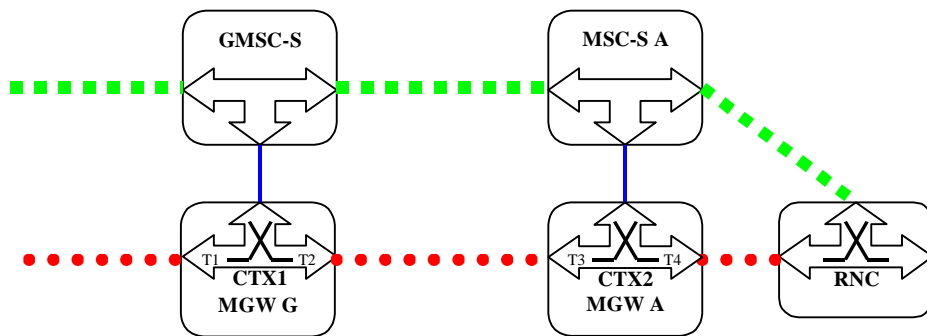 GMSC-S
MSC-S A
T1
T2
CTX1
MGW G
T3
T4
CTX2
MGW A
RNC